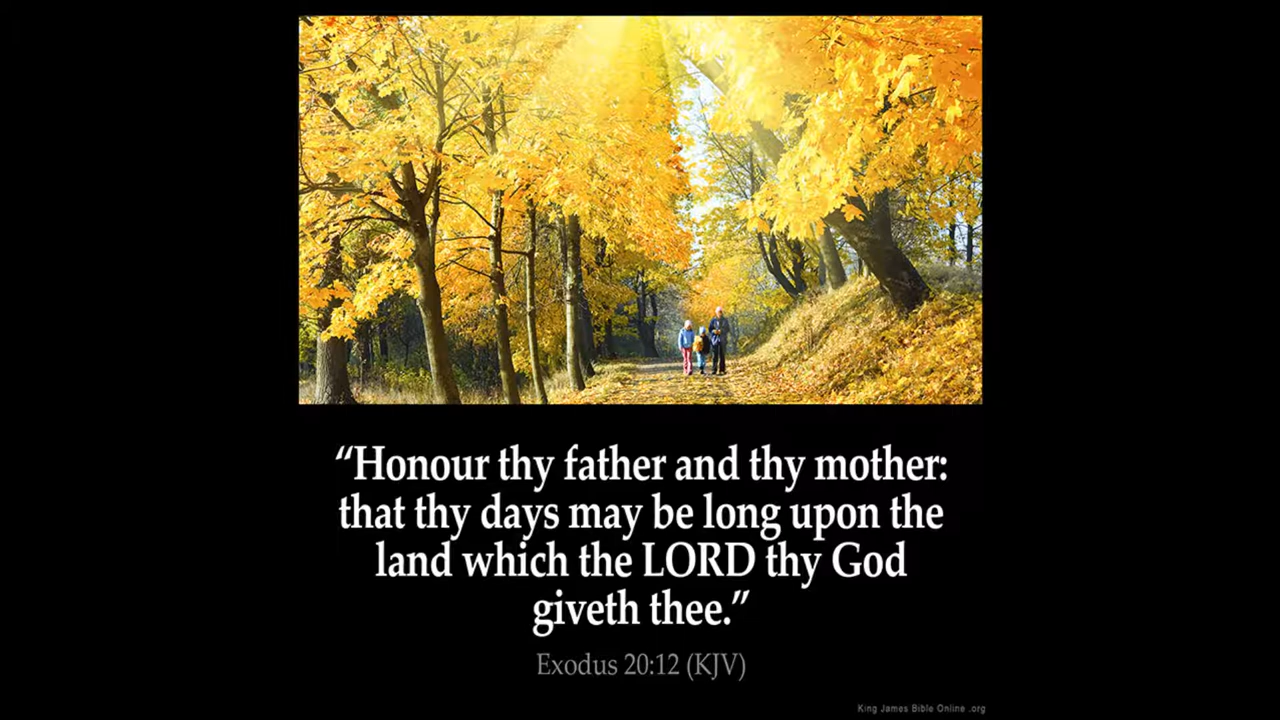 “Honour thy father and thy mother:
that thy days may be long upon the
land which the LORD thy God
giveth thee.”
Exodus 20:12 (KJV)
King James Bible Online .org